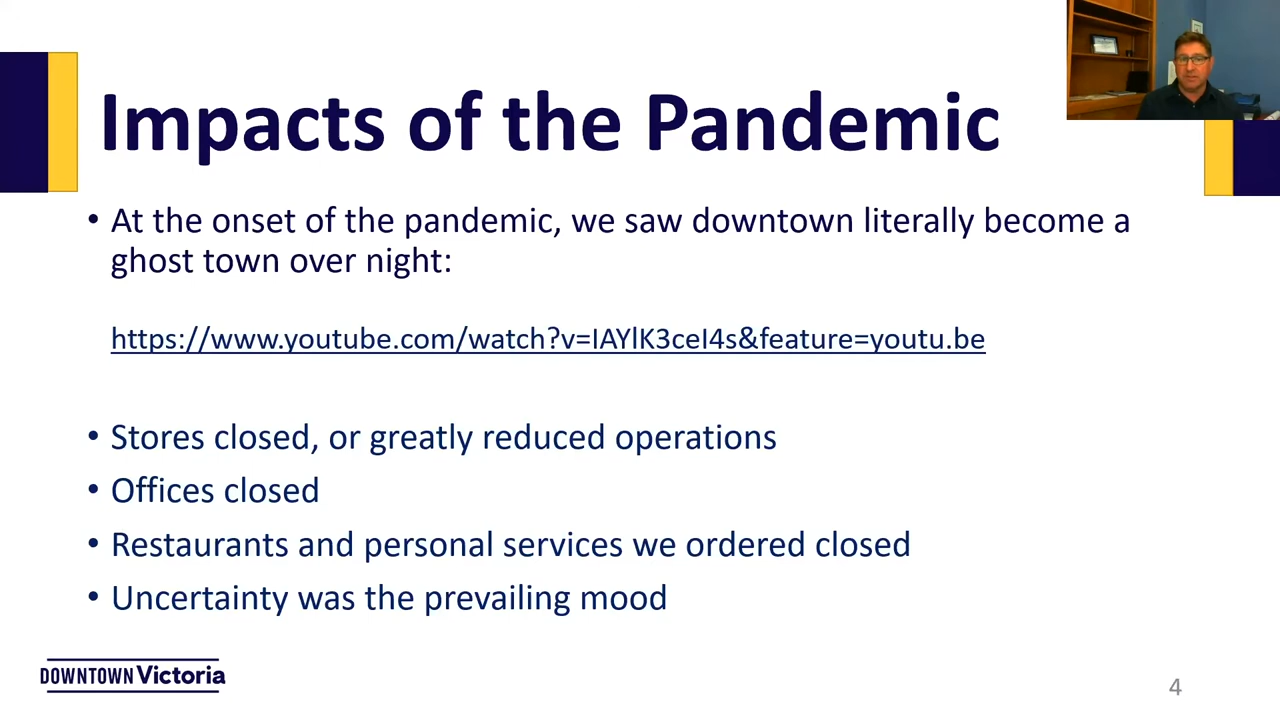 Impacts of the Pandemic
• At the onset of the pandemic, we saw downtown literally become a
ghost town over night:
https://www.youtube.com/watch?v=IAYlK3ceI4s&feature=youtu.be
• Stores closed, or greatly reduced operations
• Offices closed
• Restaurants and personal services we ordered closed
• Uncertainty was the prevailing mood
DOWNTOWN Victoria
4